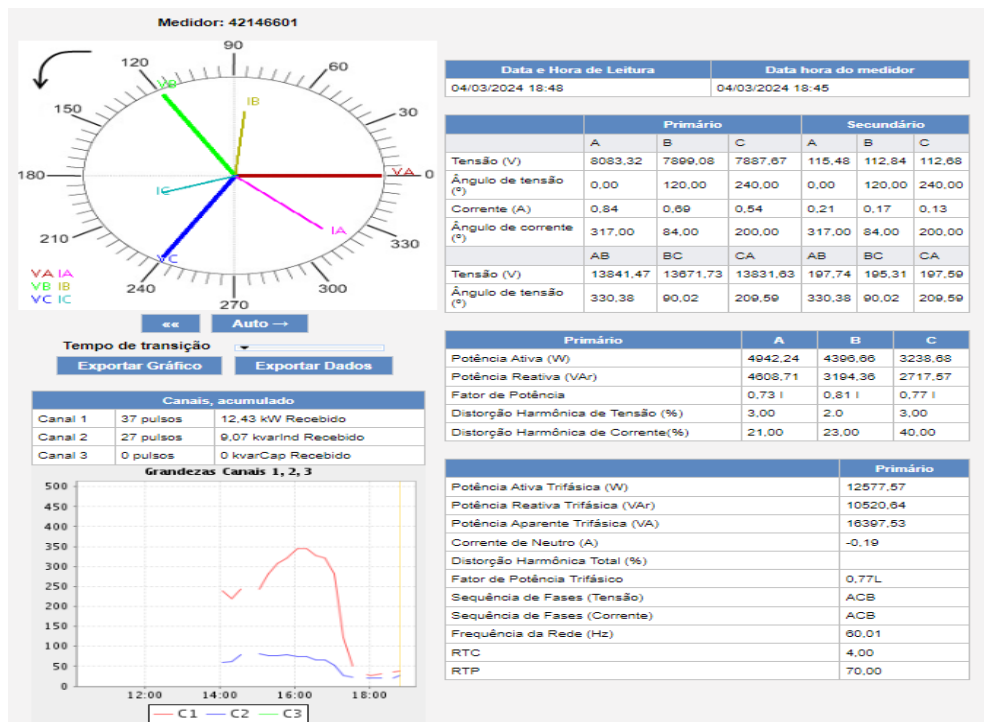 Medidor: 42146601
90
120
60
VB
IB
150
30
180
VA
0
IC
IA
210
330
VC
VA IA
VB IB
VC IC
240
300
270
«« Auto →
Tempo de transição
Exportar Gráfico Exportar Dados
Canais, acumulado
Canal 1 37 pulsos 12,43 kW Recebido
Canal 2 27 pulsos 9,07 kvarInd Recebido
Canal 3 0 pulsos 0 kvarCap Recebido
Grandezas Canais 1, 2, 3
500
450
400
350
300
250
200
150
100
50
0
12:00 14:00 16:00 18:00
C1 C2 C3
Data e Hora de Leitura Data hora do medidor
04/03/2024 18:48 04/03/2024 18:45
Primário Secundário
A B C A B C
Tensão (V) 8083,32 7899,08 7887,67 115,48 112,84 112,68
Ângulo de tensão
(º) 0,00 120,00 240,00 0,00 120,00 240,00
Corrente (A) 0,84 0,69 0,54 0,21 0,17 0,13
Ângulo de corrente
(º) 317,00 84,00 200,00 317,00 84,00 200,00
AB BC CA AB BC CA
Tensão (V) 13841,47 13671,73 13831,63 197,74 195,31 197,59
Ângulo de tensão
(º) 330,38 90,02 209,59 330,38 90,02 209,59
Primário A B C
Potência Ativa (W) 4942,24 4396,66 3238,68
Potência Reativa (VAr) 4608,71 3194,36 2717,57
Fator de Potência 0,73 I 0,81 I 0,77 I
Distorção Harmônica de Tensão (%) 3,00 2.0 3,00
Distorção Harmônica de Corrente(%) 21,00 23,00 40,00
Primário
Potência Ativa Trifásica (W) 12577,57
Potência Reativa Trifásica (VAr) 10520,64
Potência Aparente Trifásica (VA) 16397,53
Corrente de Neutro (A) -0,19
Distorção Harmônica Total (%)
Fator de Potência Trifásico 0,77L
Sequência de Fases (Tensão) ACB
Sequência de Fases (Corrente) ACB
Frequência da Rede (Hz) 60,01
RTC 4,00
RTP 70,00